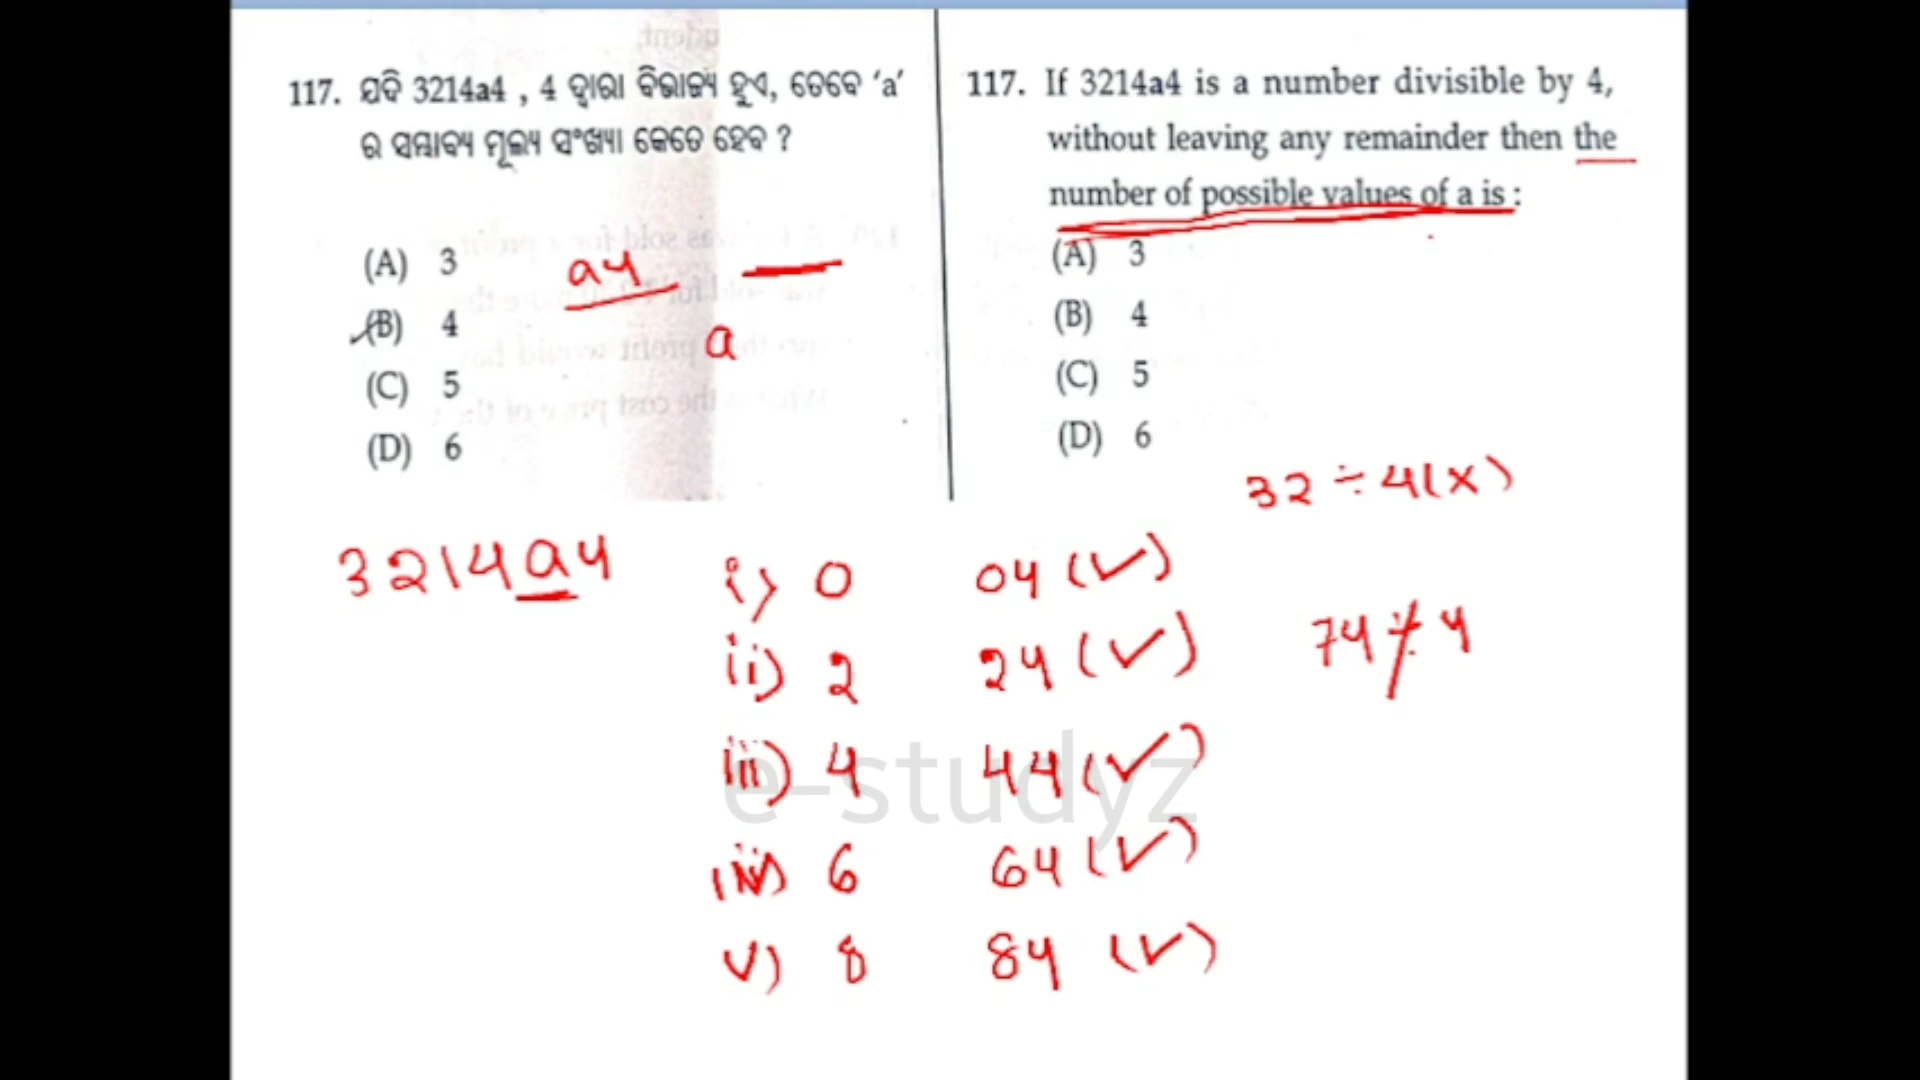 117. ଯଦି 3214a4 , 4 ଦ୍ୱାରା ବିଭାଜ୍ୟ ହୁଏ, ତେବେ ‘a’
ର ସମ୍ଭାବ୍ୟ ମୂଲ୍ୟ ସଂଖ୍ୟା କେତେ ହେବ ?
(A) 3
(B) 4
(C) 5
(D) 6
a4
a
117. If 3214a4 is a number divisible by 4,
without leaving any remainder then the
number of possible values of a is :
(A) 3
(B) 4
(C) 5
(D) 6
32 ÷ 4(x)
3214a4
i) 0 04 (✓)
ii) 2 24 (✓)
74 ÷ 4
iii) 4 44 (✓)
e-studyz
iv) 6 64 (✓)
v) 8 84 (✓)